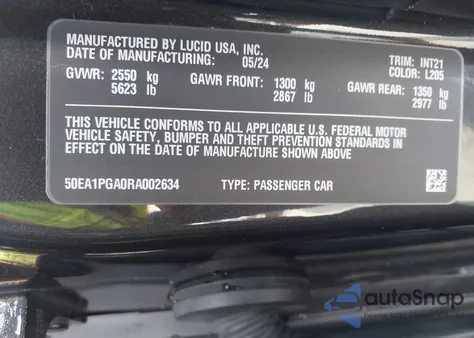 MANUFACTURED BY LUCID USA, INC.
DATE OF MANUFACTURING: 05/24
TRIM: INT21
COLOR: L205
GVWR: 2550 kg GAWR FRONT: 1300 kg GAWR REAR: 1350 kg
5623 lb 2867 lb 2977 lb
THIS VEHICLE CONFORMS TO ALL APPLICABLE U.S. FEDERAL MOTOR
VEHICLE SAFETY, BUMPER AND THEFT PREVENTION STANDARDS
IN EFFECT ON THE DATE OF MANUFACTURE SHOWN ABOVE
50EA1PGA0RA002634 TYPE: PASSENGER CAR
autoSnap